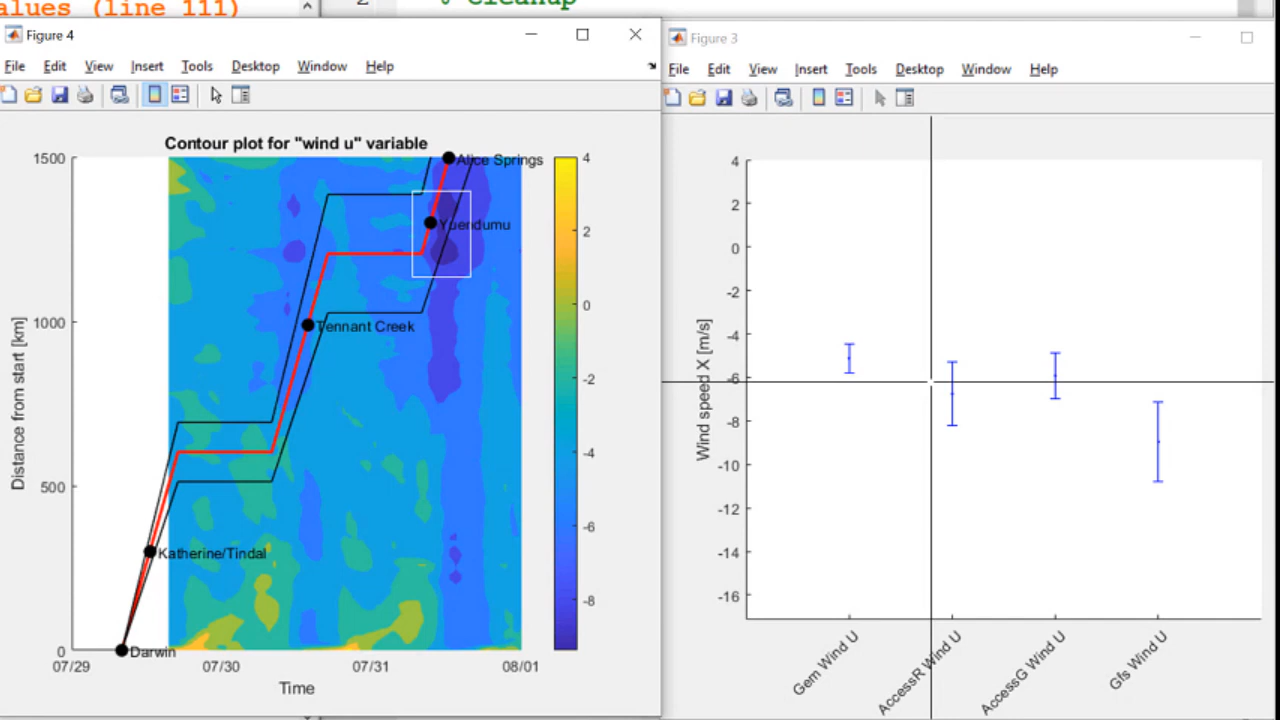 alues (line 111)
2
% Cleanup
Figure 4
File Edit View Insert Tools Desktop Window Help
Contour plot for "wind u" variable
1500
1000
500
0
Distance from start [km]
Alice Springs
Yuendumu
Tennant Creek
Katherine/Tindal
Darwin
07/29 07/30 07/31 08/01
Time
4
2
0
-2
-4
-6
-8
Figure 3
File Edit View Insert Tools Desktop Window Help
4
2
0
-2
-4
-6
-8
-10
-12
-14
-16
Wind speed X [m/s]
Gem Wind U
AccessR Wind U
AccessG Wind U
Gfs Wind U